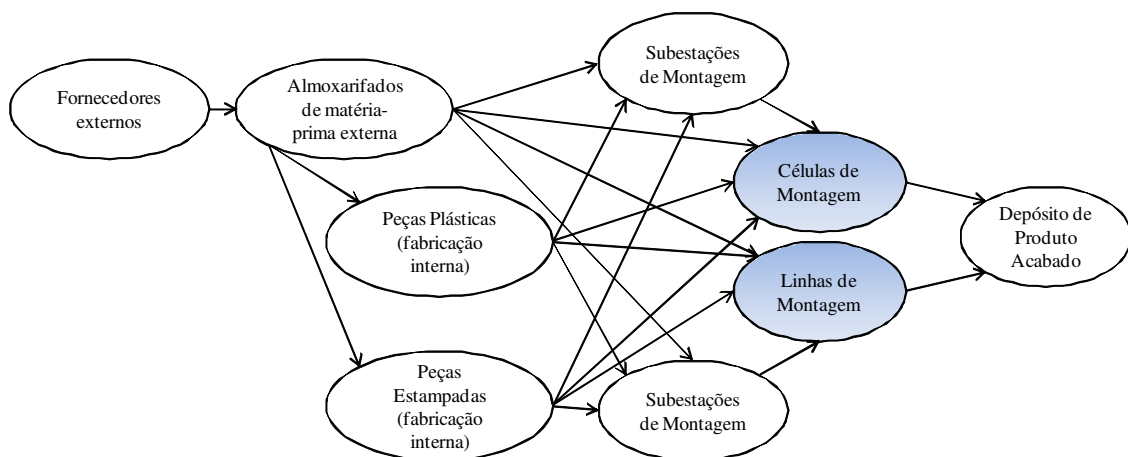 Fornecedores
externos
Almoxarifados
de matéria-
prima externa
Peças Plásticas
(fabricação
interna)
Peças
Estampadas
(fabricação
interna)
Subestações
de Montagem
Células de
Montagem
Linhas de
Montagem
Subestações
de Montagem
Depósito de
Produto
Acabado